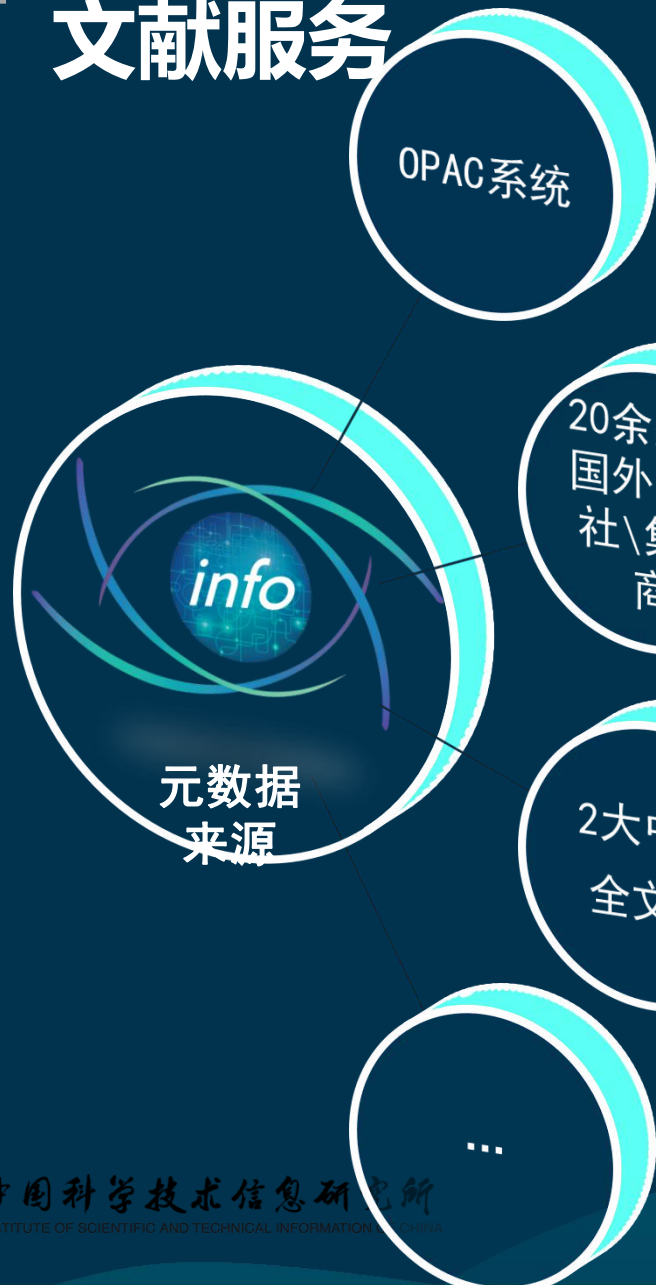 文献服务
OPAC系统
20余
国外
社\
info
元数据
来源
2大
全文
...
中国科学技术信息研究所
STITUTE OF SCIENTIFIC AND TECHNICAL INFORMATION OF CHINA